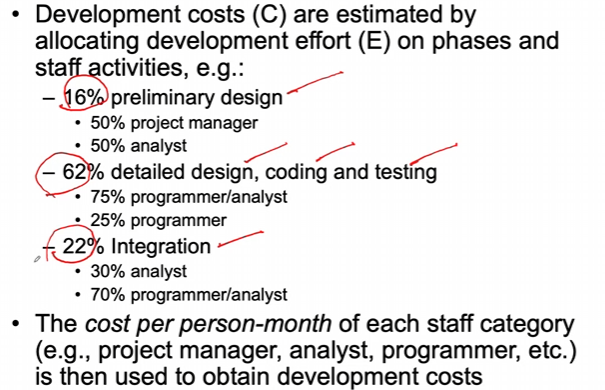 • Development costs (C) are estimated by
allocating development effort (E) on phases and
staff activities, e.g.:
– 16% preliminary design
• 50% project manager
• 50% analyst
– 62% detailed design, coding and testing
• 75% programmer/analyst
• 25% programmer
– 22% Integration
• 30% analyst
• 70% programmer/analyst
• The cost per person-month of each staff category
(e.g., project manager, analyst, programmer, etc.)
is then used to obtain development costs